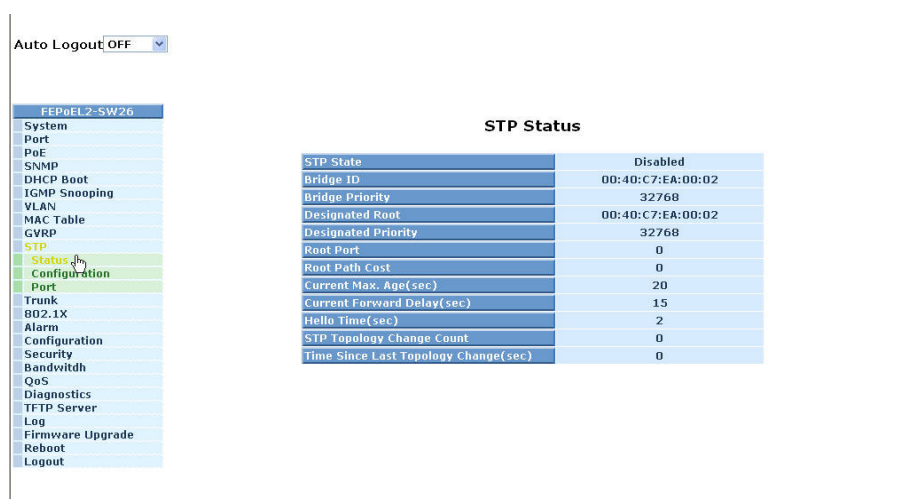 Auto Logout OFF
FEPoEL2-SW26
System
Port
PoE
SNMP
DHCP Boot
IGMP Snooping
VLAN
MAC Table
GVRP
STP
Status
Configuration
Port
Trunk
802.1X
Alarm
Configuration
Security
Bandwitdh
QoS
Diagnostics
TFTP Server
Log
Firmware Upgrade
Reboot
Logout
STP Status
STP State Disabled
Bridge ID 00:40:C7:EA:00:02
Bridge Priority 32768
Designated Root 00:40:C7:EA:00:02
Designated Priority 32768
Root Port 0
Root Path Cost 0
Current Max. Age(sec) 20
Current Forward Delay(sec) 15
Hello Time(sec) 2
STP Topology Change Count 0
Time Since Last Topology Change(sec) 0